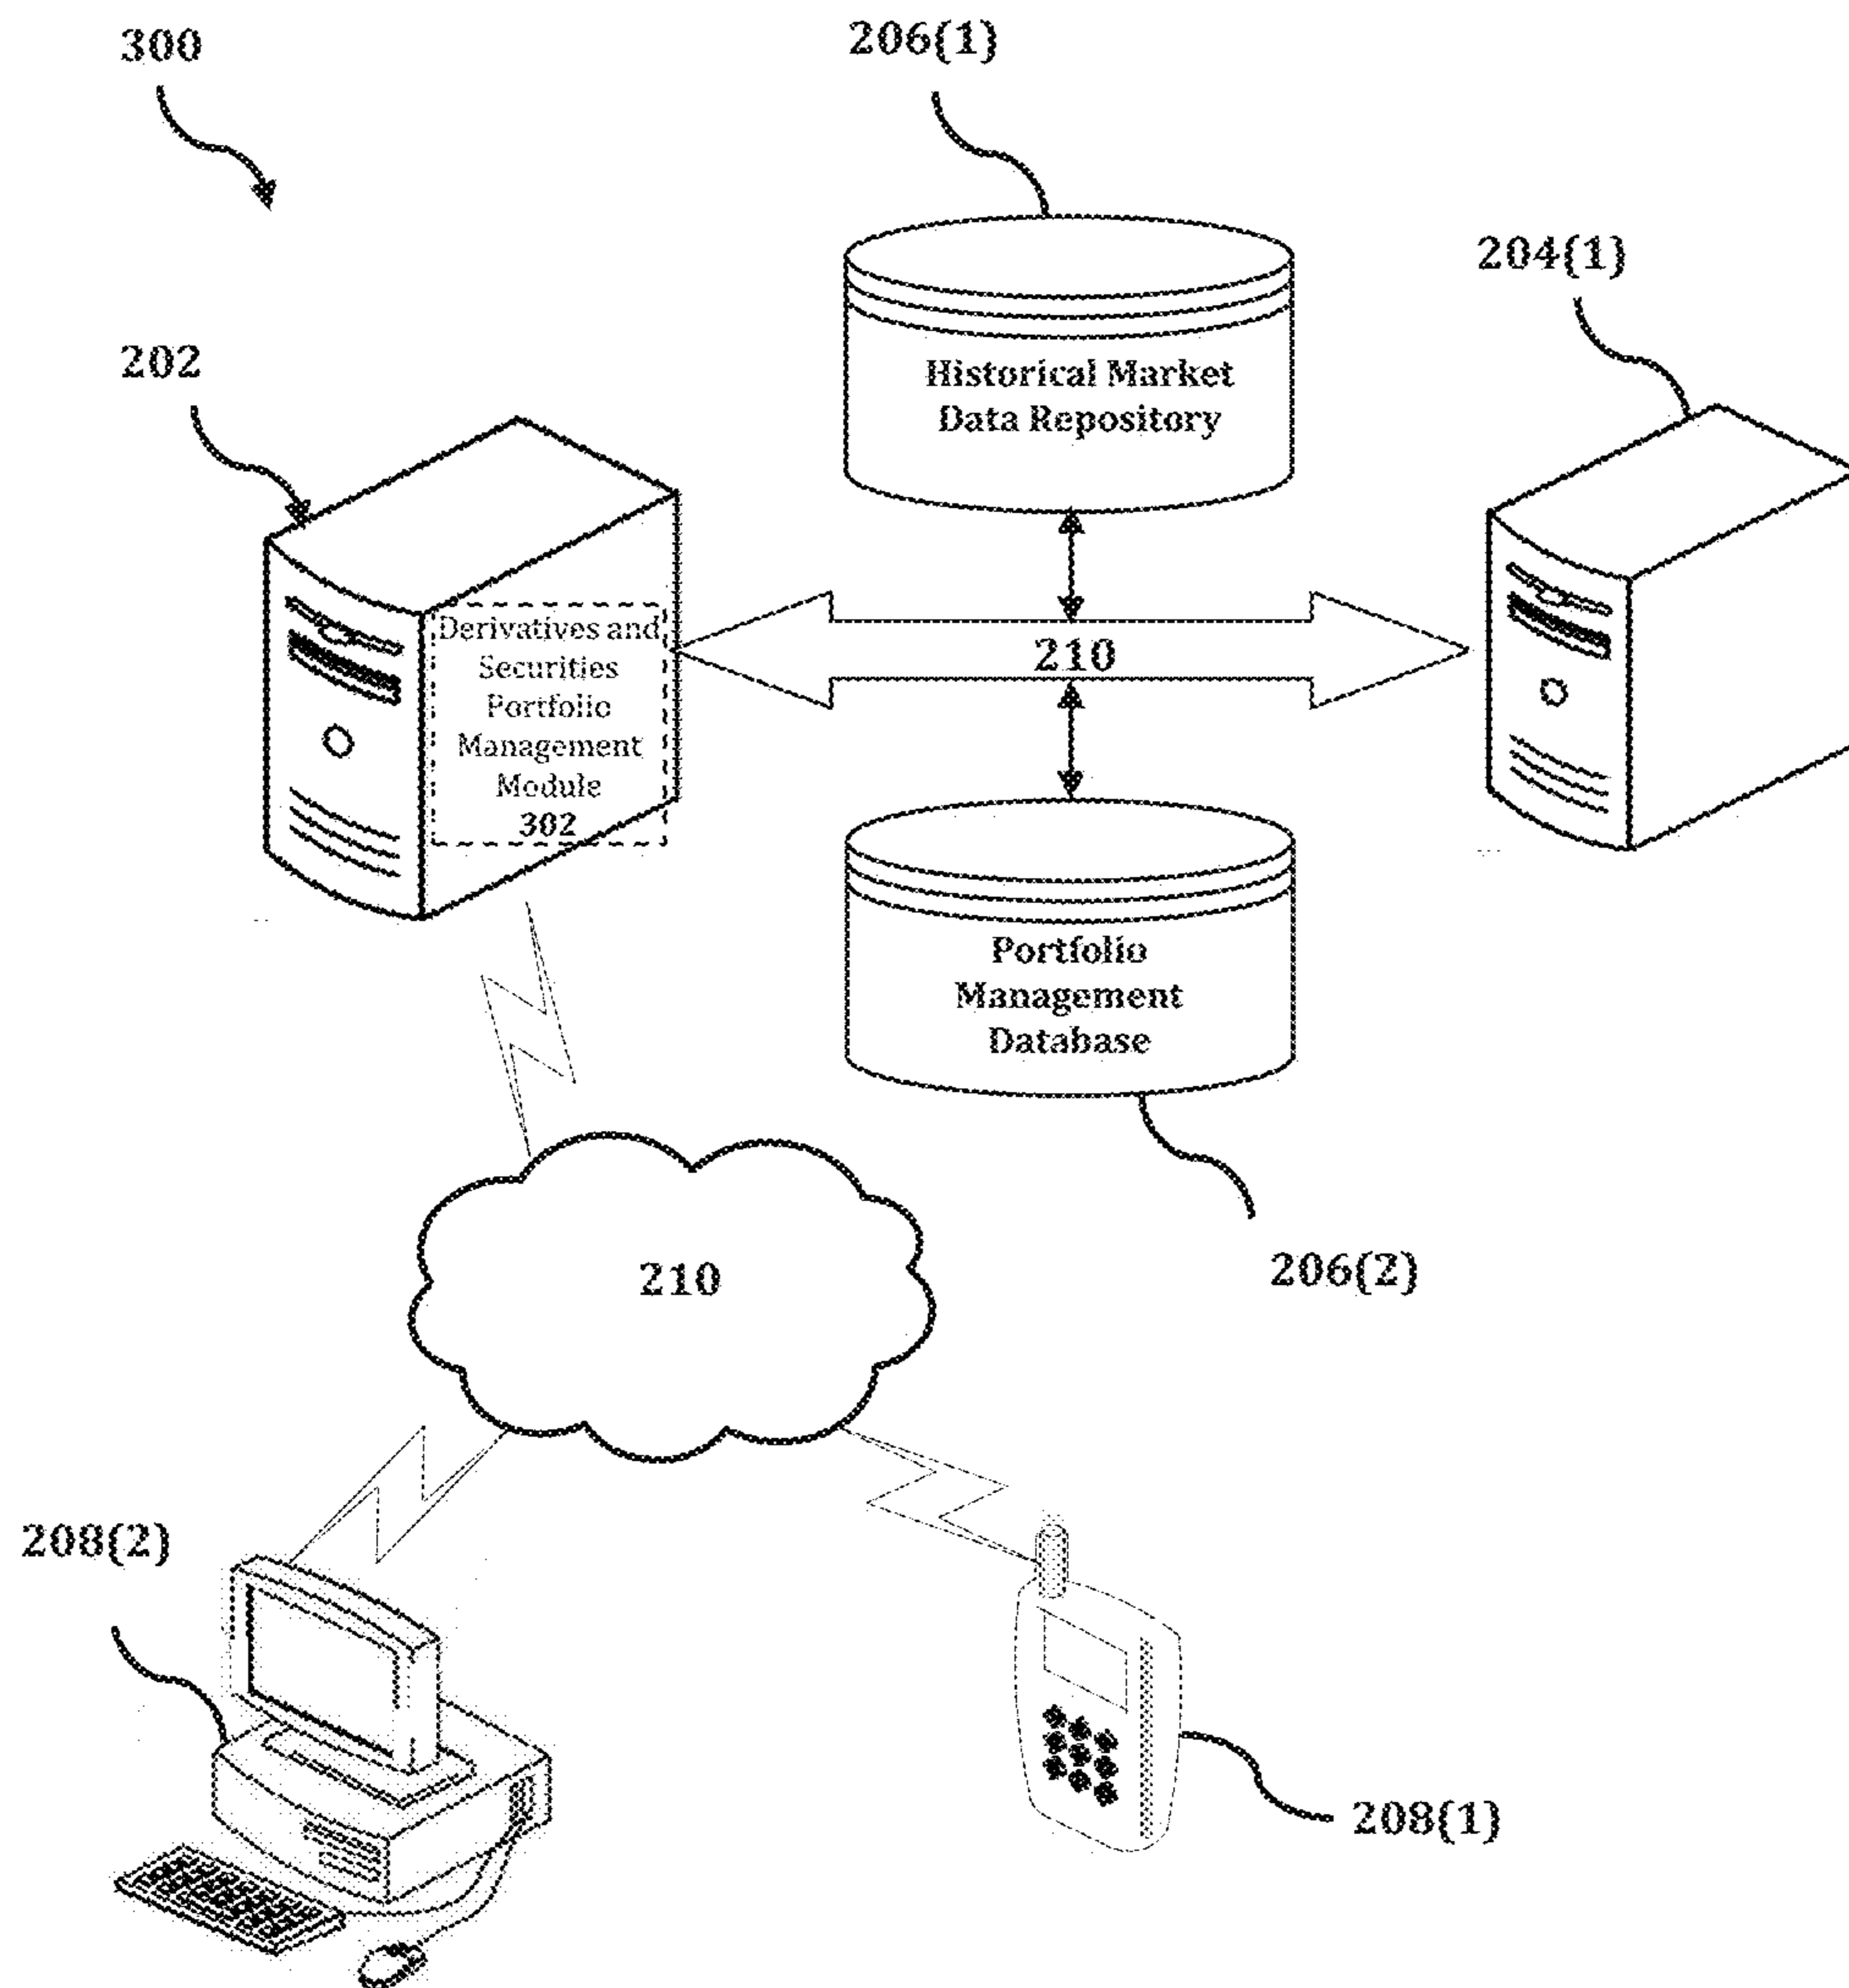 300
206(1)
204(1)
202
Historical Market
Data Repository
Derivatives and
Securities
Portfolio
Management
Module
302
210
Portfolio
Management
Database
206(2)
210
208(2)
208(1)